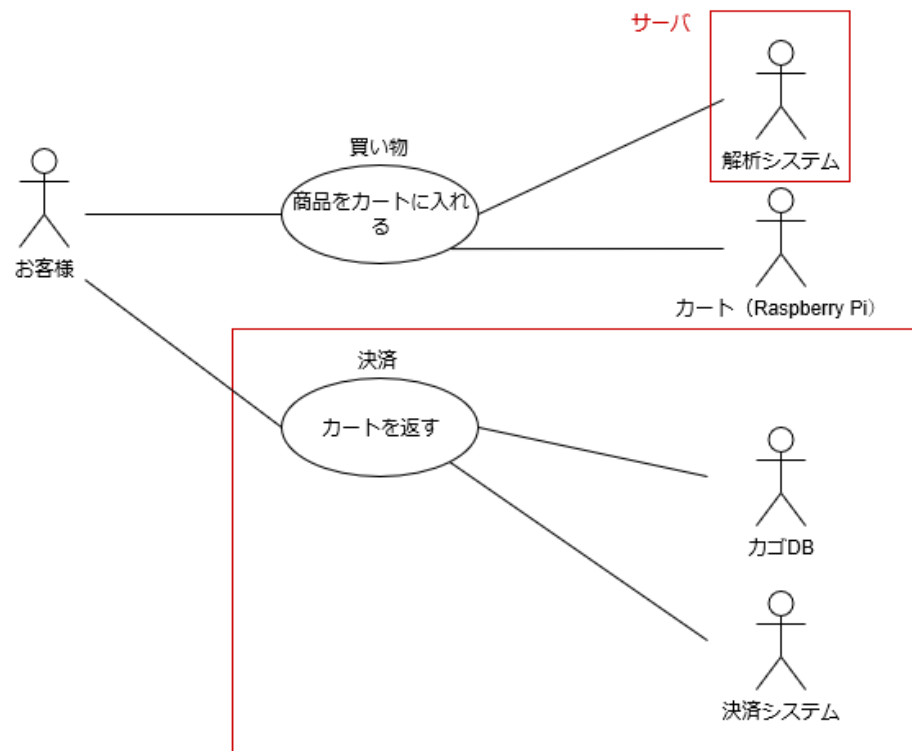 サーバ
解析システム
買い物
商品をカートに入れ
る
お客様
カート（Raspberry Pi）
決済
カートを返す
カゴDB
決済システム